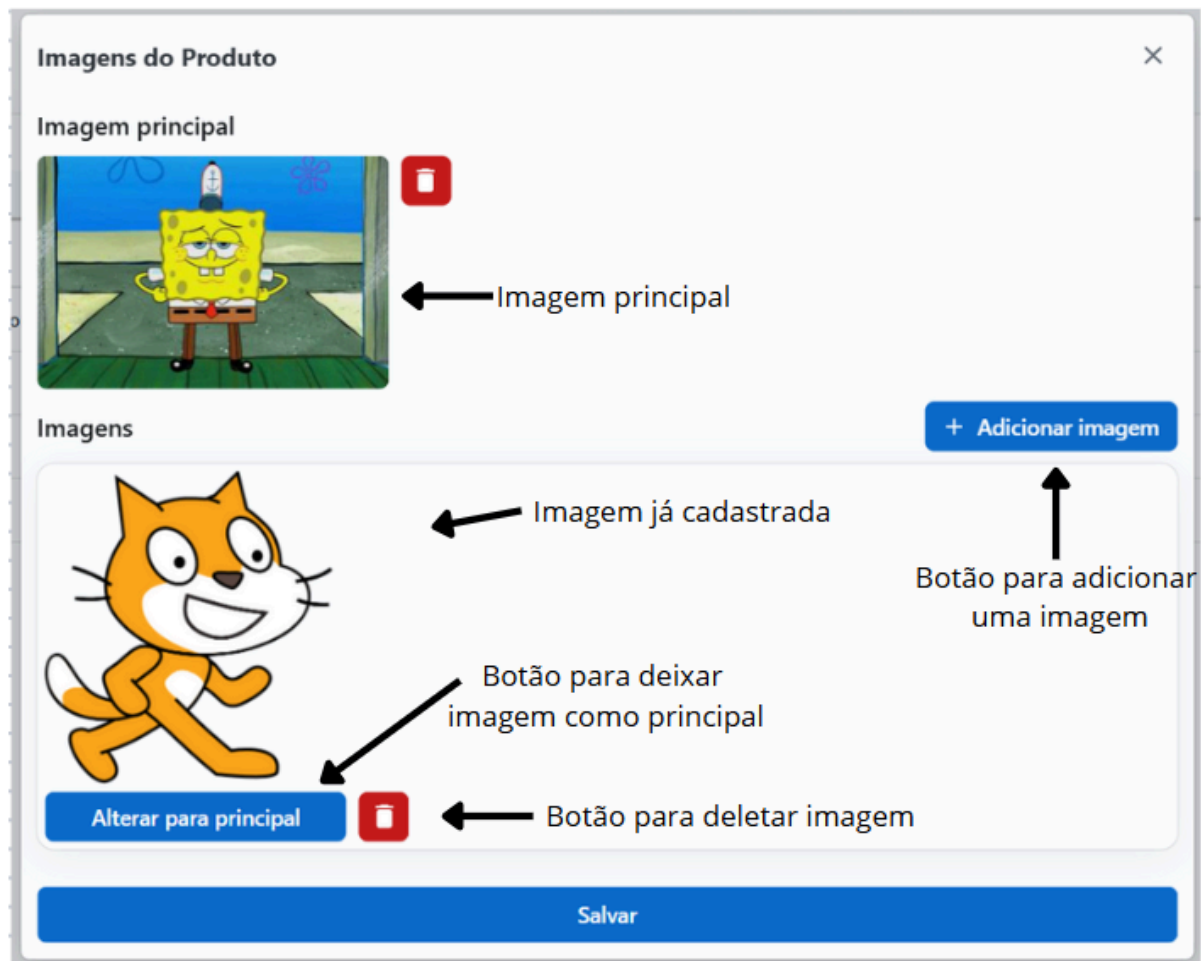 Imagens do Produto
Imagem principal
Imagem principal
Imagens
+ Adicionar imagem
Imagem já cadastrada
Botão para adicionar
uma imagem
Botão para deixar
imagem como principal
Alterar para principal
Botão para deletar imagem
Salvar